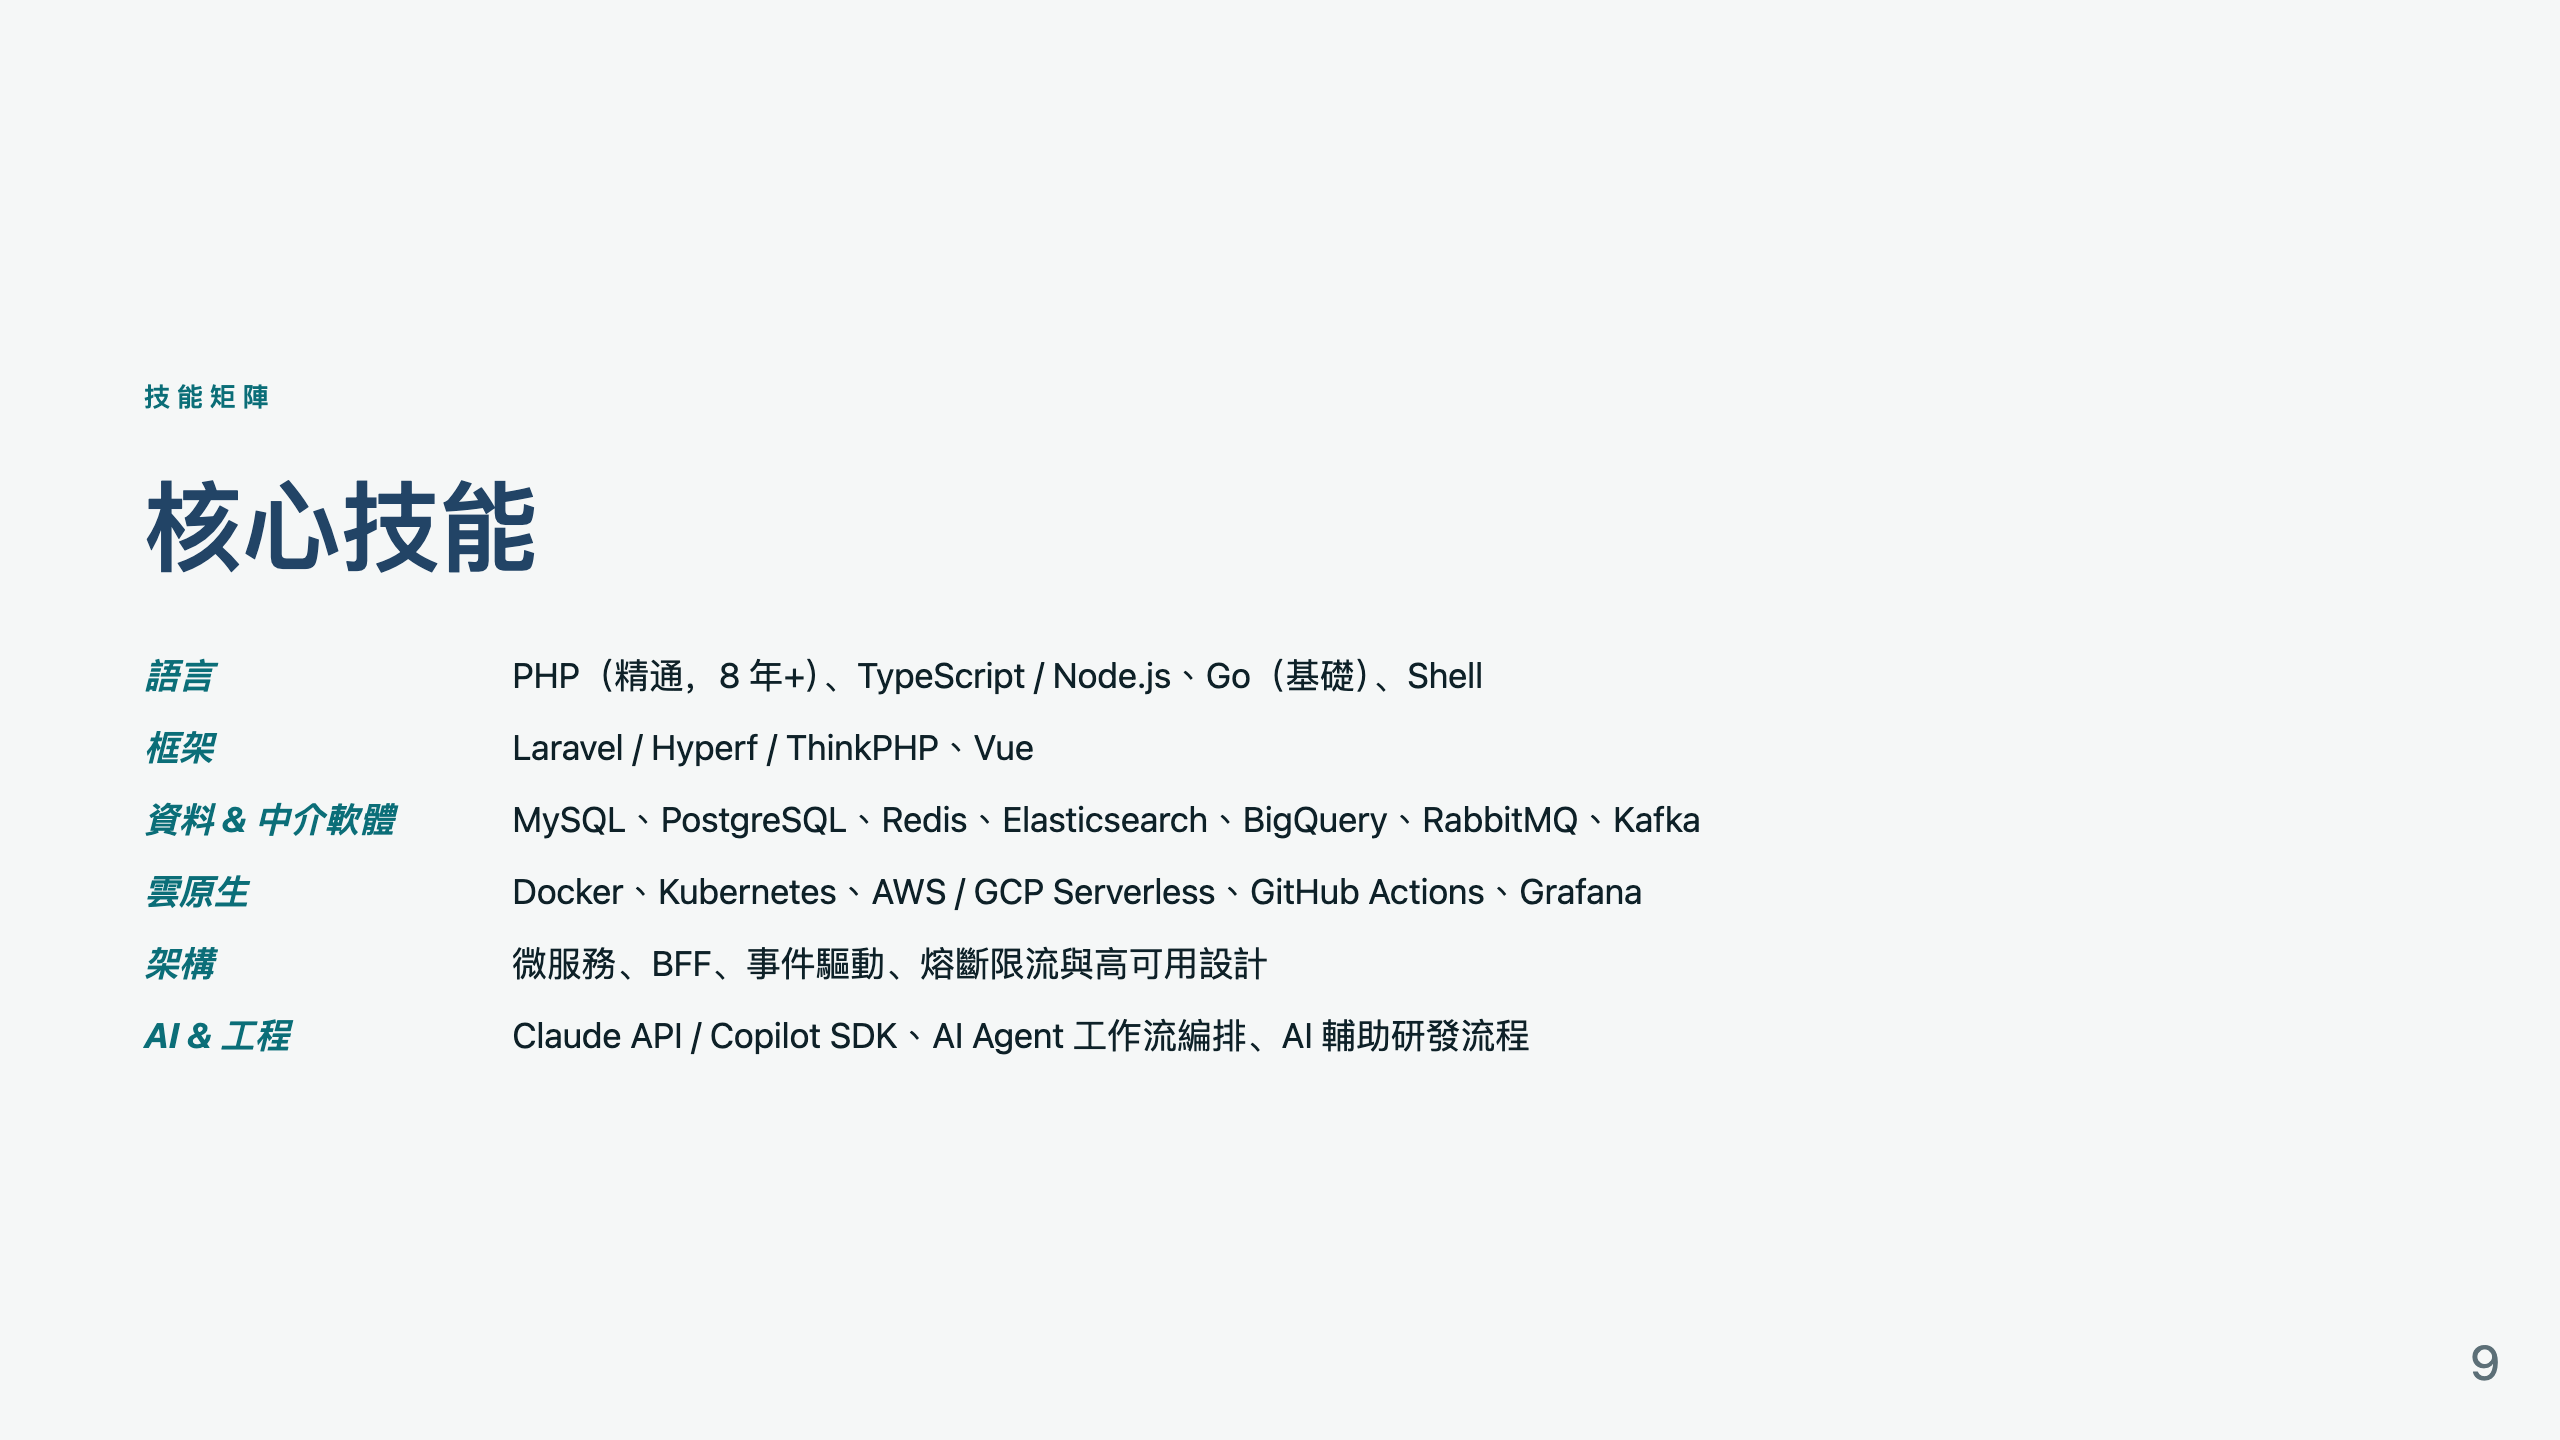 技能矩陣
核心技能
語言 PHP（精通，8 年+）、TypeScript / Node.js、Go（基礎）、Shell
框架 Laravel / Hyperf / ThinkPHP、Vue
資料 & 中介軟體 MySQL、PostgreSQL、Redis、Elasticsearch、BigQuery、RabbitMQ、Kafka
雲原生 Docker、Kubernetes、AWS / GCP Serverless、GitHub Actions、Grafana
架構 微服務、BFF、事件驅動、熔斷限流與高可用設計
AI & 工程 Claude API / Copilot SDK、AI Agent 工作流編排、AI 輔助研發流程
9